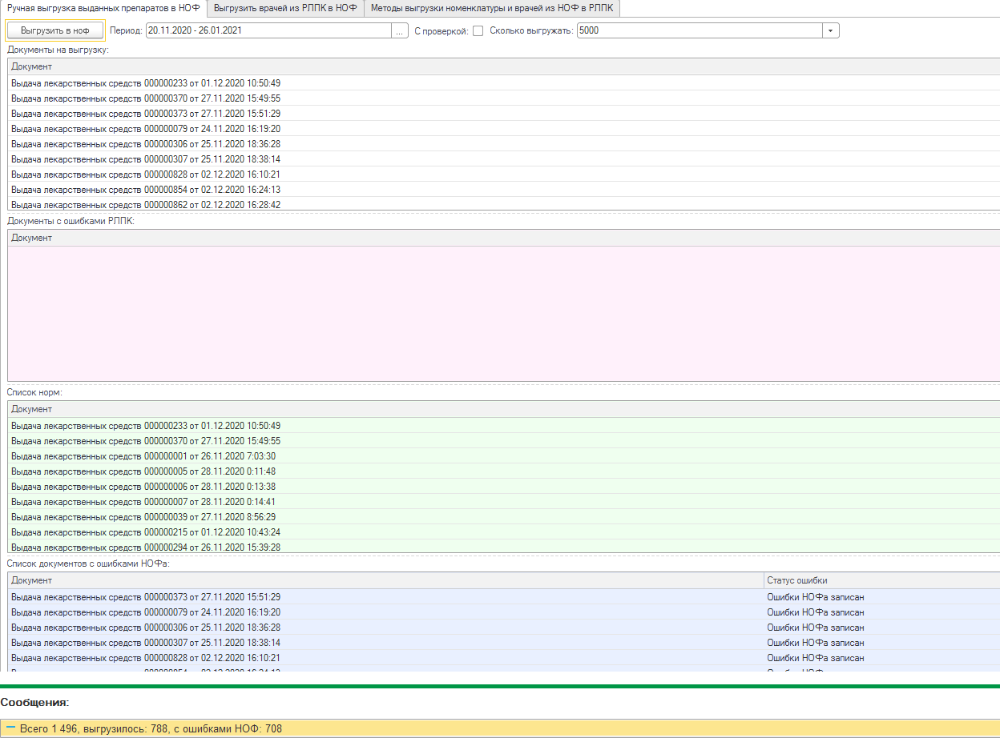 Ручная выгрузка выданных препаратов в НОФ Выгрузить врачей из РЛПК в НОФ Методы выгрузки номенклатуры и врачей из НОФ в РЛПК
Выгрузить в ноф Период: 20.11.2020 - 26.01.2021 ... С проверкой: Сколько выгружать: 5000
Документы на выгрузку:
Документ
Выдача лекарственных средств 000000233 от 01.12.2020 10:50:49
Выдача лекарственных средств 000000370 от 27.11.2020 15:49:55
Выдача лекарственных средств 000000373 от 27.11.2020 15:51:29
Выдача лекарственных средств 000000079 от 24.11.2020 16:19:20
Выдача лекарственных средств 000000306 от 25.11.2020 18:36:28
Выдача лекарственных средств 000000307 от 25.11.2020 18:38:14
Выдача лекарственных средств 000000828 от 02.12.2020 16:10:21
Выдача лекарственных средств 000000854 от 02.12.2020 16:24:13
Выдача лекарственных средств 000000862 от 02.12.2020 16:28:42
Документы с ошибками РЛПК:
Документ
Список норм:
Документ
Выдача лекарственных средств 000000233 от 01.12.2020 10:50:49
Выдача лекарственных средств 000000370 от 27.11.2020 15:49:55
Выдача лекарственных средств 000000001 от 26.11.2020 7:03:30
Выдача лекарственных средств 000000005 от 28.11.2020 0:11:48
Выдача лекарственных средств 000000006 от 28.11.2020 0:13:38
Выдача лекарственных средств 000000007 от 28.11.2020 0:14:41
Выдача лекарственных средств 000000039 от 27.11.2020 8:56:29
Выдача лекарственных средств 000000215 от 01.12.2020 10:43:24
Выдача лекарственных средств 000000294 от 26.11.2020 15:39:28
Список документов с ошибками НОФа:
Документ Статус ошибки
Выдача лекарственных средств 000000373 от 27.11.2020 15:51:29 Ошибки НОФа записан
Выдача лекарственных средств 000000079 от 24.11.2020 16:19:20 Ошибки НОФа записан
Выдача лекарственных средств 000000306 от 25.11.2020 18:36:28 Ошибки НОФа записан
Выдача лекарственных средств 000000307 от 25.11.2020 18:38:14 Ошибки НОФа записан
Выдача лекарственных средств 000000828 от 02.12.2020 16:10:21 Ошибки НОФа записан
Сообщения:
Всего 1 496, выгрузилось: 788, с ошибками НОФ: 708